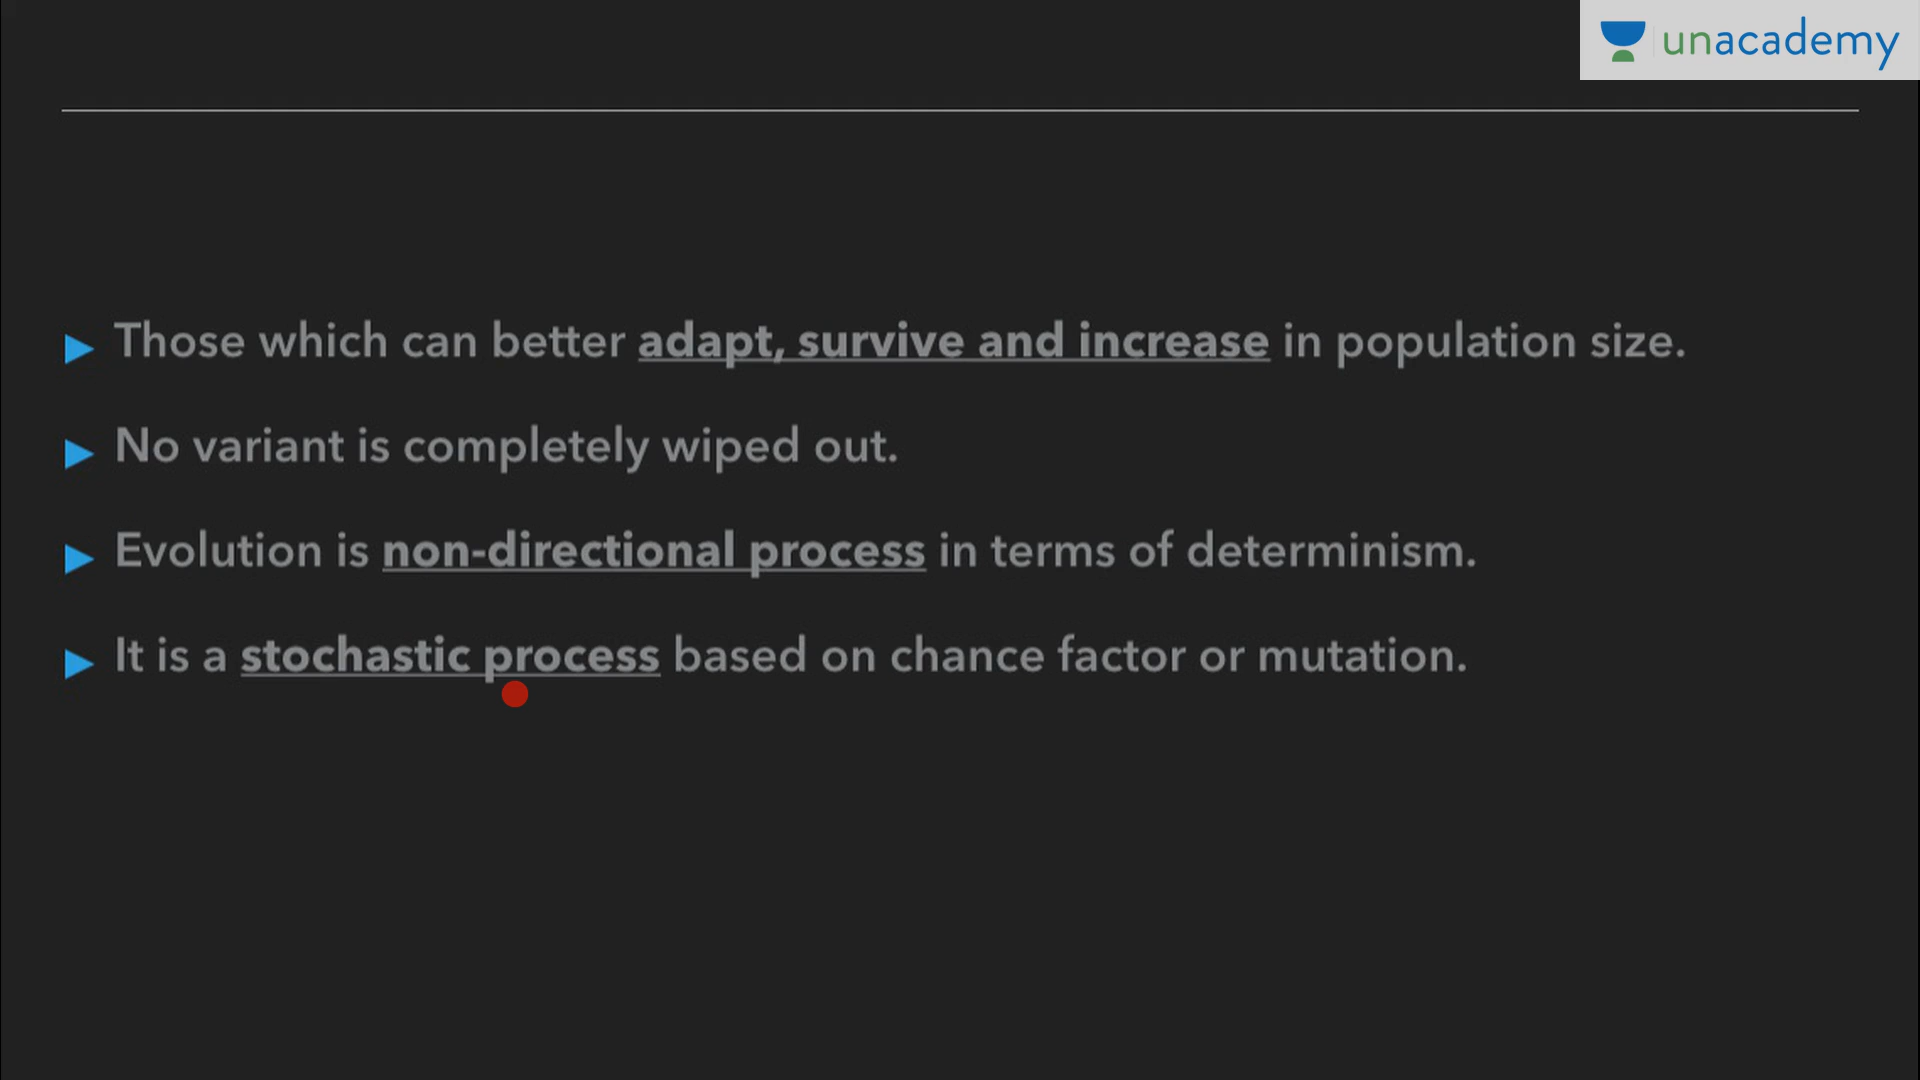 unacademy
Those which can better adapt, survive and increase in population size.
No variant is completely wiped out.
Evolution is non-directional process in terms of determinism.
It is a stochastic process based on chance factor or mutation.